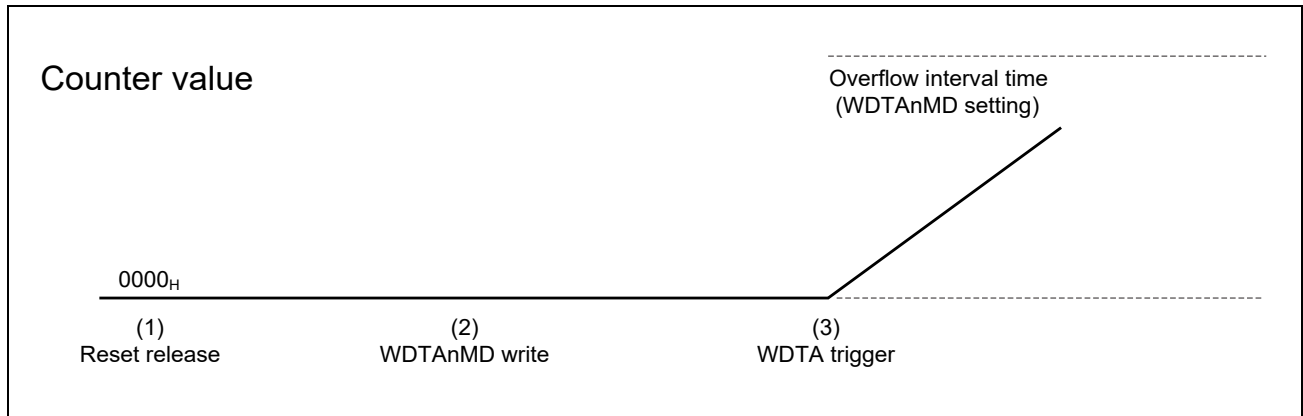 Counter value
Overflow interval time
(WDTAnMD setting)
0000H
(1)
Reset release
(2)
WDTAnMD write
(3)
WDTA trigger